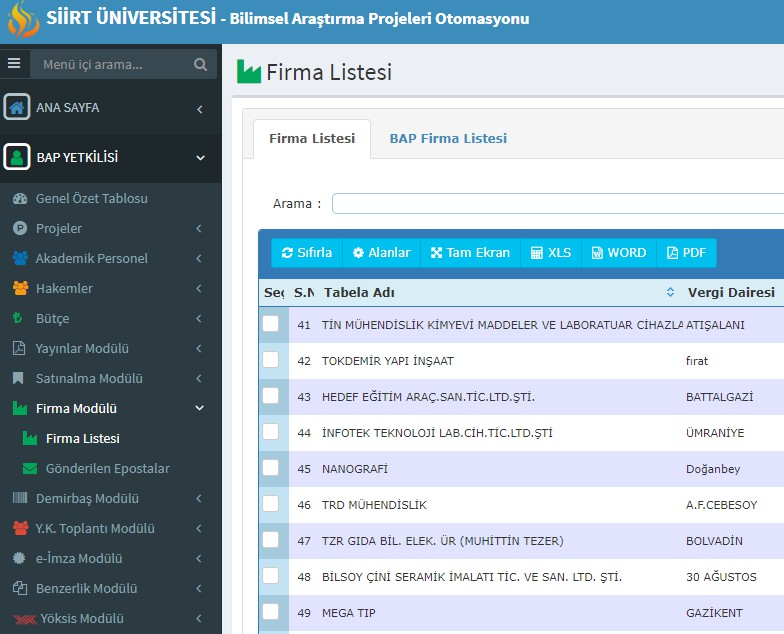 SİİRT ÜNİVERSİTESİ - Bilimsel Araştırma Projeleri Otomasyonu
Menü içi arama...
ANA SAYFA
BAP YETKİLİSİ
Genel Özet Tablosu
Projeler
Akademik Personel
Hakemler
Bütçe
Yayınlar Modülü
Satınalma Modülü
Firma Modülü
Firma Listesi
Gönderilen Epostalar
Demirbaş Modülü
Y.K. Toplantı Modülü
e-İmza Modülü
Benzerlik Modülü
Yöksis Modülü
Firma Listesi
Firma Listesi BAP Firma Listesi
Arama :
Sıfırla Alanlar Tam Ekran XLS WORD PDF
Seç S.N Tabela Adı Vergi Dairesi
41 TİN MÜHENDİSLİK KİMYEVİ MADDELER VE LABORATUAR CİHAZLA ATIŞALANI
42 TOKDEMİR YAPI İNŞAAT fırat
43 HEDEF EĞİTİM ARAÇ.SAN.TİC.LTD.ŞTİ. BATTALGAZİ
44 İNFOTEK TEKNOLOJİ LAB.CİH.TİC.LTD.ŞTİ ÜMRANİYE
45 NANOGRAFİ Doğanbey
46 TRD MÜHENDİSLİK A.F.CEBESOY
47 TZR GIDA BİL. ELEK. ÜR (MUHİTTİN TEZER) BOLVADİN
48 BİLSOY ÇİNİ SERAMİK İMALATI TİC. VE SAN. LTD. ŞTİ. 30 AĞUSTOS
49 MEGA TIP GAZİKENT